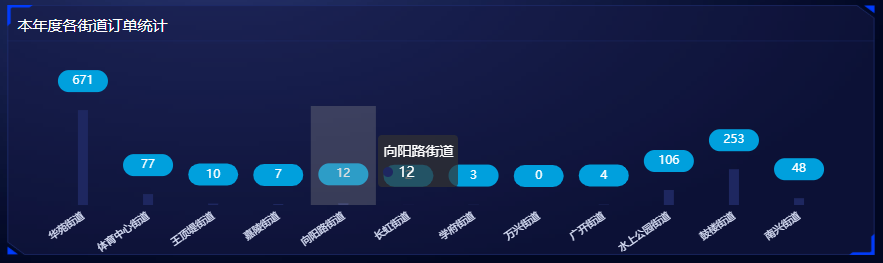 本年度各街道订单统计
671
77
10
7
12
3
0
4
106
253
48
向阳路街道
12
华苑街道
体育中心街道
王顶堤街道
嘉陵街道
向阳路街道
长虹街道
学府街道
万兴街道
广开街道
水上公园街道
鼓楼街道
南兴街道